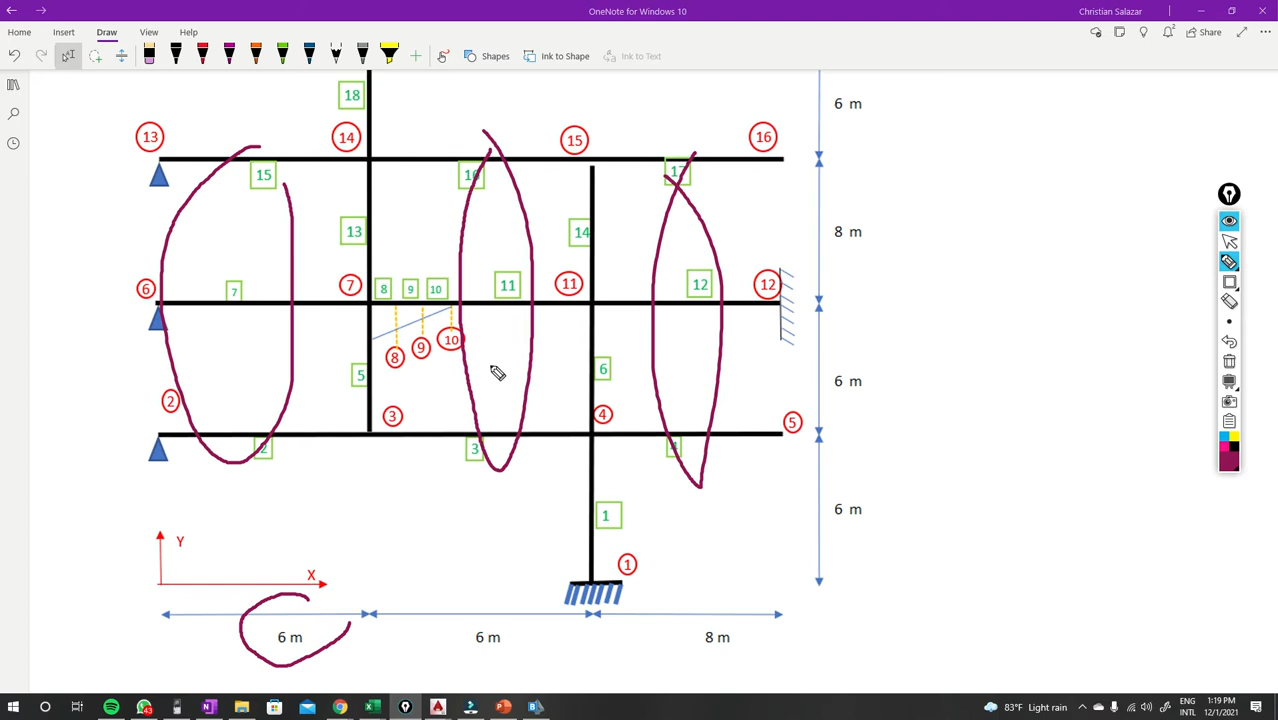 OneNote for Windows 10
Christian Salazar
Home Insert Draw View Help
Share
Shapes Ink to Shape Ink to Text
18
6 m
13 14 15 16
15 16 17
13 14 8 m
6 7 7 8 9 10 11 11 12 12
8 9 10
5 6 6 m
2 3 4 5
2 3 4
1 6 m
Y
X
1
6 m 6 m 8 m
43
83°F Light rain
ENG
INTL
1:19 PM
12/1/2021